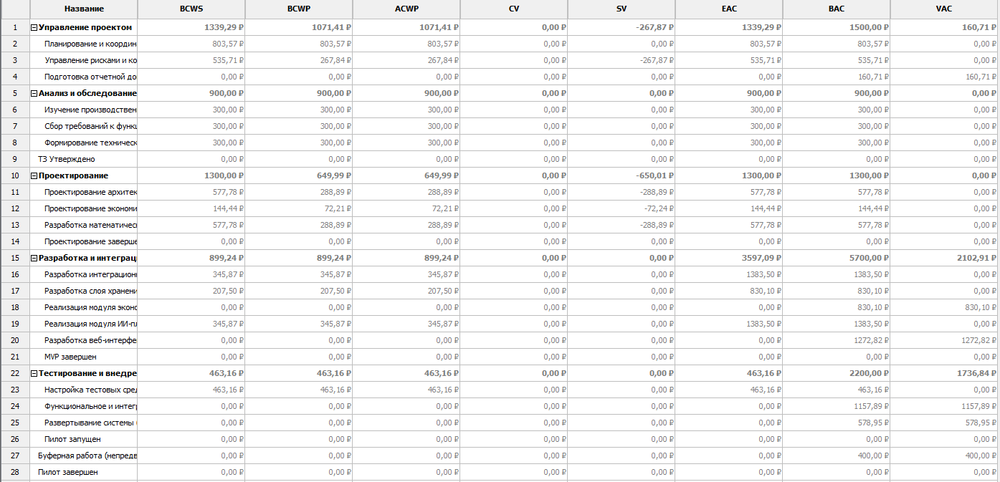 Название BCWS BCWP ACWP CV SV EAC BAC VAC
1 Управление проектом 1339,29 ₽ 1071,41 ₽ 1071,41 ₽ 0,00 ₽ -267,87 ₽ 1339,29 ₽ 1500,00 ₽ 160,71 ₽
2 Планирование и координ 803,57 ₽ 803,57 ₽ 803,57 ₽ 0,00 ₽ 0,00 ₽ 803,57 ₽ 803,57 ₽ 0,00 ₽
3 Управление рисками и ко 535,71 ₽ 267,84 ₽ 267,84 ₽ 0,00 ₽ -267,87 ₽ 535,71 ₽ 535,71 ₽ 0,00 ₽
4 Подготовка отчетной до 0,00 ₽ 0,00 ₽ 0,00 ₽ 0,00 ₽ 0,00 ₽ 0,00 ₽ 160,71 ₽ 160,71 ₽
5 Анализ и обследование 900,00 ₽ 900,00 ₽ 900,00 ₽ 0,00 ₽ 0,00 ₽ 900,00 ₽ 900,00 ₽ 0,00 ₽
6 Изучение производствен 300,00 ₽ 300,00 ₽ 300,00 ₽ 0,00 ₽ 0,00 ₽ 300,00 ₽ 300,00 ₽ 0,00 ₽
7 Сбор требований к функц 300,00 ₽ 300,00 ₽ 300,00 ₽ 0,00 ₽ 0,00 ₽ 300,00 ₽ 300,00 ₽ 0,00 ₽
8 Формирование техническ 300,00 ₽ 300,00 ₽ 300,00 ₽ 0,00 ₽ 0,00 ₽ 300,00 ₽ 300,00 ₽ 0,00 ₽
9 ТЗ Утверждено 0,00 ₽ 0,00 ₽ 0,00 ₽ 0,00 ₽ 0,00 ₽ 0,00 ₽ 0,00 ₽ 0,00 ₽
10 Проектирование 1300,00 ₽ 649,99 ₽ 649,99 ₽ 0,00 ₽ -650,01 ₽ 1300,00 ₽ 1300,00 ₽ 0,00 ₽
11 Проектирование архитек 577,78 ₽ 288,89 ₽ 288,89 ₽ 0,00 ₽ -288,89 ₽ 577,78 ₽ 577,78 ₽ 0,00 ₽
12 Проектирование экономи 144,44 ₽ 72,21 ₽ 72,21 ₽ 0,00 ₽ -72,24 ₽ 144,44 ₽ 144,44 ₽ 0,00 ₽
13 Разработка математичес 577,78 ₽ 288,89 ₽ 288,89 ₽ 0,00 ₽ -288,89 ₽ 577,78 ₽ 577,78 ₽ 0,00 ₽
14 Проектирование заверше 0,00 ₽ 0,00 ₽ 0,00 ₽ 0,00 ₽ 0,00 ₽ 0,00 ₽ 0,00 ₽ 0,00 ₽
15 Разработка и интеграц 899,24 ₽ 899,24 ₽ 899,24 ₽ 0,00 ₽ 0,00 ₽ 3597,09 ₽ 5700,00 ₽ 2102,91 ₽
16 Разработка интеграцион 345,87 ₽ 345,87 ₽ 345,87 ₽ 0,00 ₽ 0,00 ₽ 1383,50 ₽ 1383,50 ₽ 0,00 ₽
17 Разработка слоя хранени 207,50 ₽ 207,50 ₽ 207,50 ₽ 0,00 ₽ 0,00 ₽ 830,10 ₽ 830,10 ₽ 0,00 ₽
18 Реализация модуля эконо 0,00 ₽ 0,00 ₽ 0,00 ₽ 0,00 ₽ 0,00 ₽ 0,00 ₽ 830,10 ₽ 830,10 ₽
19 Реализация модуля ИИ-пл 345,87 ₽ 345,87 ₽ 345,87 ₽ 0,00 ₽ 0,00 ₽ 1383,50 ₽ 1383,50 ₽ 0,00 ₽
20 Разработка веб-интерфе 0,00 ₽ 0,00 ₽ 0,00 ₽ 0,00 ₽ 0,00 ₽ 0,00 ₽ 1272,82 ₽ 1272,82 ₽
21 MVP завершен 0,00 ₽ 0,00 ₽ 0,00 ₽ 0,00 ₽ 0,00 ₽ 0,00 ₽ 0,00 ₽ 0,00 ₽
22 Тестирование и внедре 463,16 ₽ 463,16 ₽ 463,16 ₽ 0,00 ₽ 0,00 ₽ 463,16 ₽ 2200,00 ₽ 1736,84 ₽
23 Настройка тестовых сред 463,16 ₽ 463,16 ₽ 463,16 ₽ 0,00 ₽ 0,00 ₽ 463,16 ₽ 463,16 ₽ 0,00 ₽
24 Функциональное и интег 0,00 ₽ 0,00 ₽ 0,00 ₽ 0,00 ₽ 0,00 ₽ 0,00 ₽ 1157,89 ₽ 1157,89 ₽
25 Развертывание системы ( 0,00 ₽ 0,00 ₽ 0,00 ₽ 0,00 ₽ 0,00 ₽ 0,00 ₽ 578,95 ₽ 578,95 ₽
26 Пилот запущен 0,00 ₽ 0,00 ₽ 0,00 ₽ 0,00 ₽ 0,00 ₽ 0,00 ₽ 0,00 ₽ 0,00 ₽
27 Буферная работа (непредв 0,00 ₽ 0,00 ₽ 0,00 ₽ 0,00 ₽ 0,00 ₽ 0,00 ₽ 400,00 ₽ 400,00 ₽
28 Пилот завершен 0,00 ₽ 0,00 ₽ 0,00 ₽ 0,00 ₽ 0,00 ₽ 0,00 ₽ 0,00 ₽ 0,00 ₽